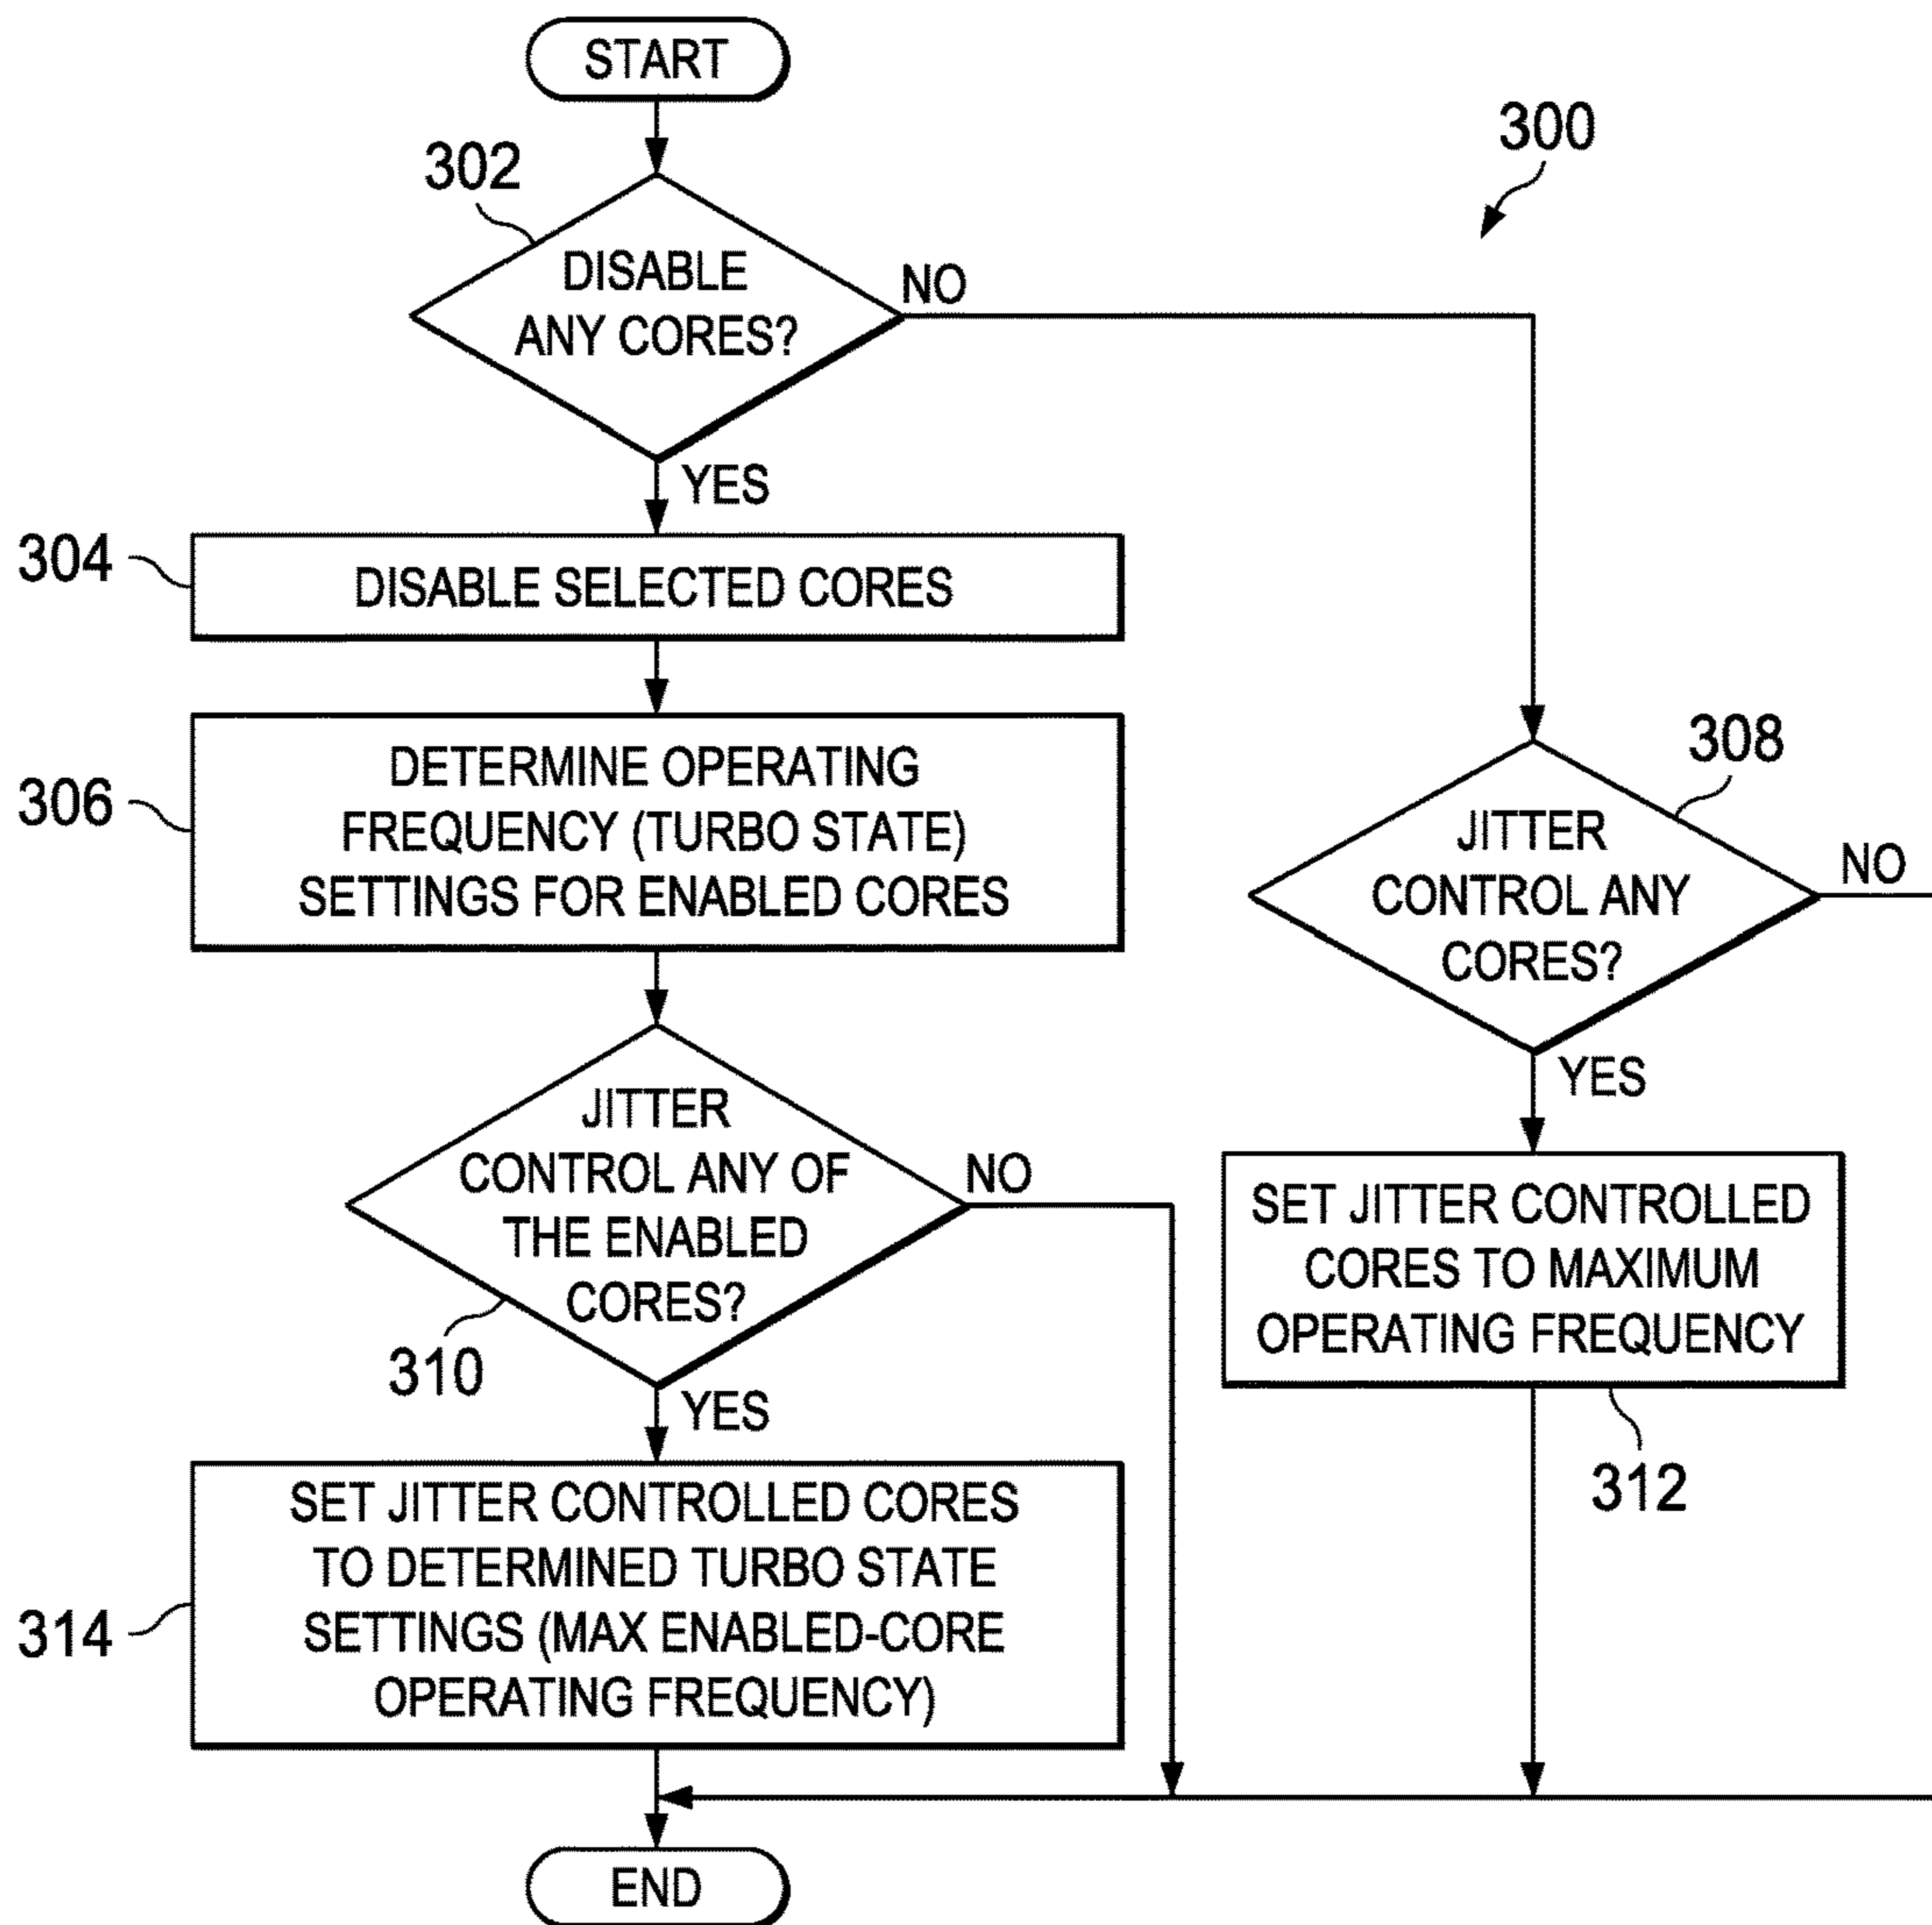 START
300
302
DISABLE
ANY CORES?
NO
YES
304
DISABLE SELECTED CORES
306
DETERMINE OPERATING
FREQUENCY (TURBO STATE)
SETTINGS FOR ENABLED CORES
308
JITTER
CONTROL ANY
CORES?
NO
YES
JITTER
CONTROL ANY OF
THE ENABLED
CORES?
NO
310
YES
SET JITTER CONTROLLED
CORES TO MAXIMUM
OPERATING FREQUENCY
312
314
SET JITTER CONTROLLED CORES
TO DETERMINED TURBO STATE
SETTINGS (MAX ENABLED-CORE
OPERATING FREQUENCY)
END